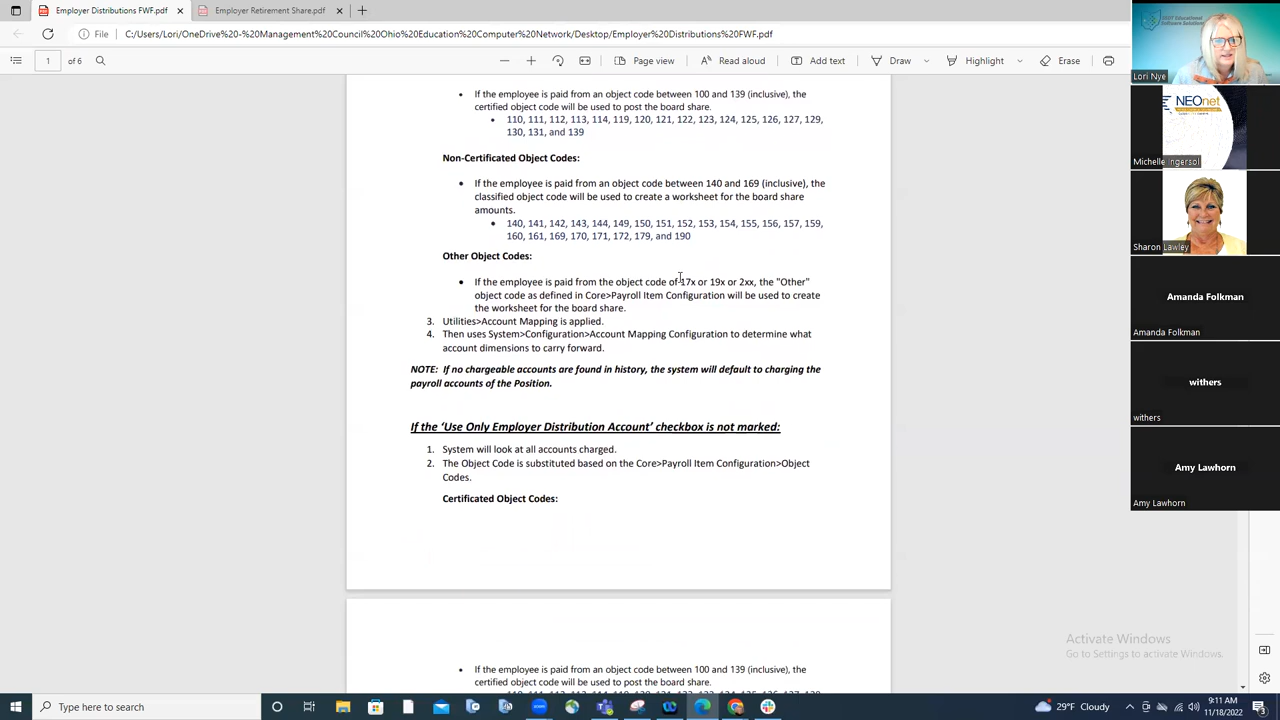 Employer Distributions FWF.pdf
Employer Retirement Share.pdf
File
C:/Users/Lori/OneDrive%20-%20Management%20Council%20Ohio%20Education%20Computer%20Network/Desktop/Employer%20Distributions%20FWF.pdf
1 of 6
Page view
Read aloud
Add text
Draw
Highlight
Erase
• If the employee is paid from an object code between 100 and 139 (inclusive), the
certified object code will be used to post the board share.
• 110, 111, 112, 113, 114, 119, 120, 121, 122, 123, 124, 125, 126, 127, 129,
130, 131, and 139
Non-Certificated Object Codes:
• If the employee is paid from an object code between 140 and 169 (inclusive), the
classified object code will be used to create a worksheet for the board share
amounts.
• 140, 141, 142, 143, 144, 149, 150, 151, 152, 153, 154, 155, 156, 157, 159,
160, 161, 169, 170, 171, 172, 179, and 190
Other Object Codes:
• If the employee is paid from the object code of 17x or 19x or 2xx, the "Other"
object code as defined in Core>Payroll Item Configuration will be used to create
the worksheet for the board share.
3. Utilities>Account Mapping is applied.
4. Then uses System>Configuration>Account Mapping Configuration to determine what
account dimensions to carry forward.
NOTE: If no chargeable accounts are found in history, the system will default to charging the
payroll accounts of the Position.
If the ‘Use Only Employer Distribution Account’ checkbox is not marked:
1. System will look at all accounts charged.
2. The Object Code is substituted based on the Core>Payroll Item Configuration>Object
Codes.
Certificated Object Codes:
• If the employee is paid from an object code between 100 and 139 (inclusive), the
certified object code will be used to post the board share.
Lori Nye
NEOnet
Michelle Ingersol
Sharon Lawley
Amanda Folkman
Amanda Folkman
withers
withers
Amy Lawhorn
Amy Lawhorn
Activate Windows
Go to Settings to activate Windows.
Type here to search
29°F Cloudy
9:11 AM
11/18/2022